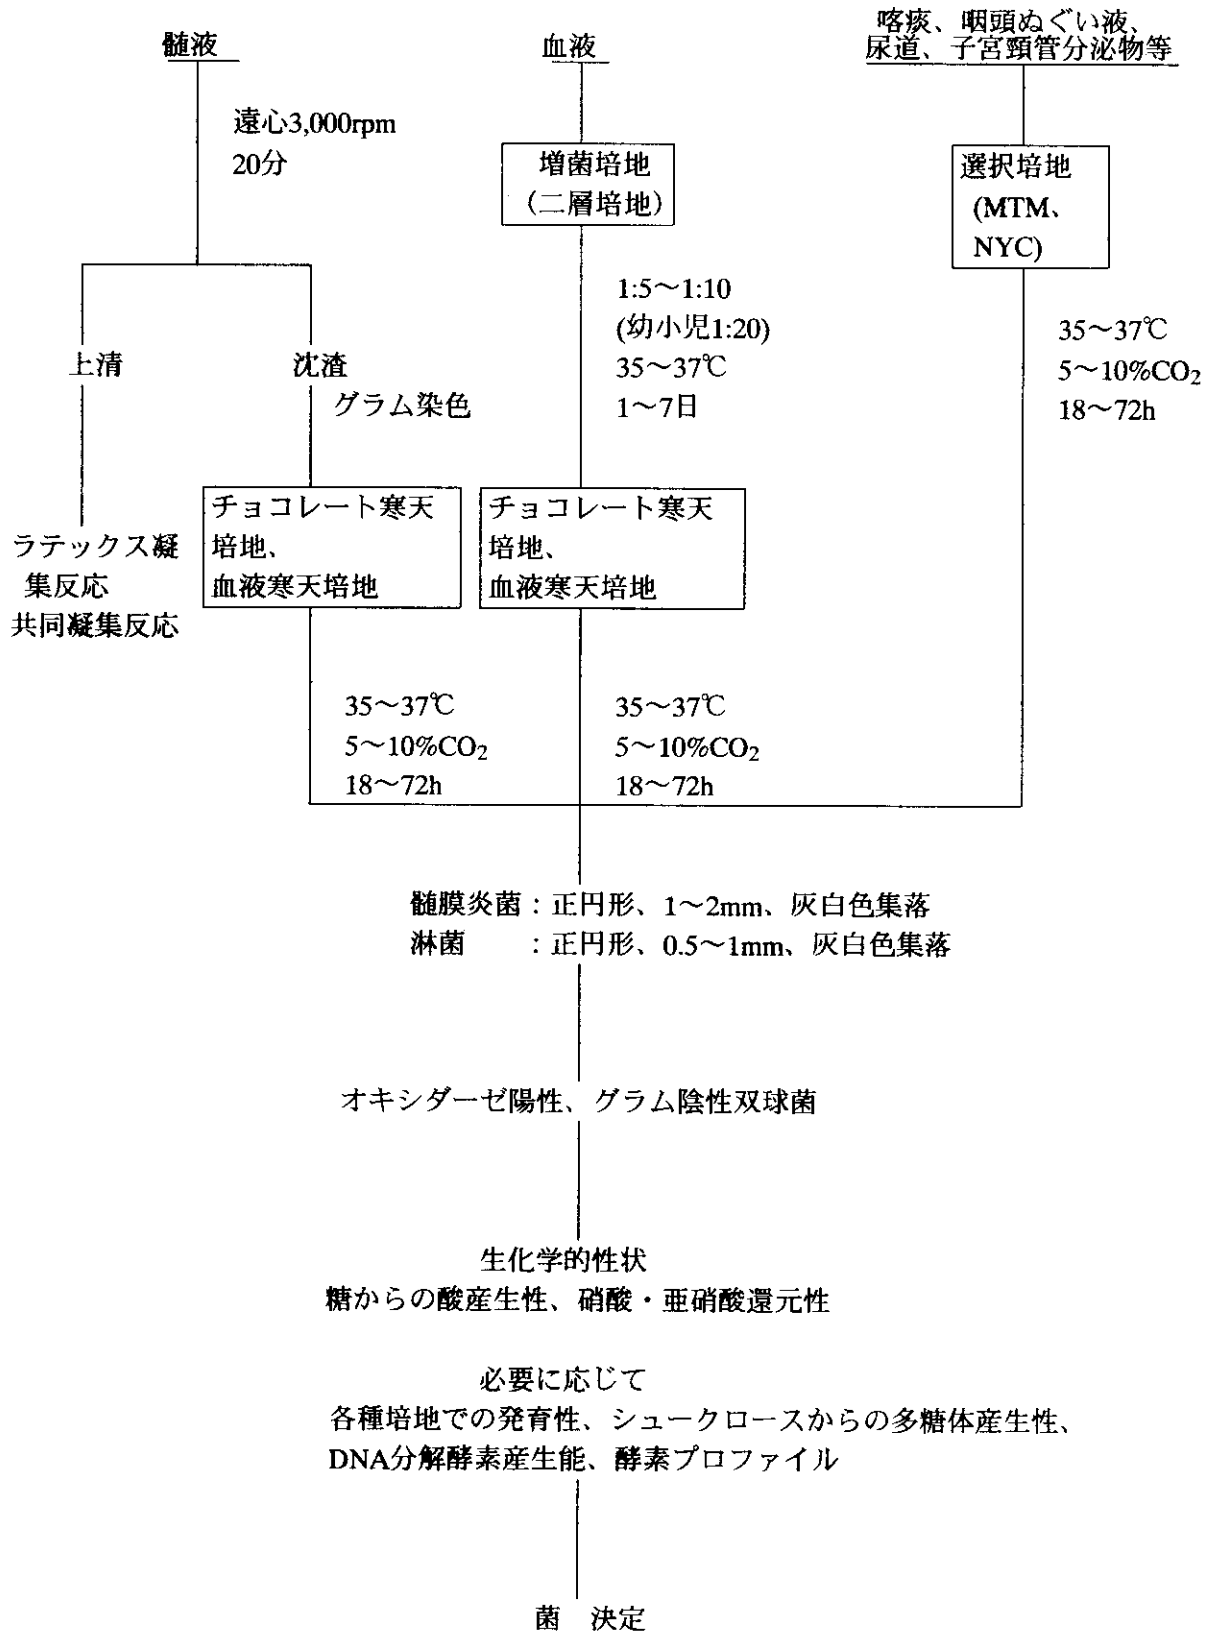 髄液
遠心3,000rpm
20分
上清
沈渣
グラム染色
ラテックス凝
集反応
共同凝集反応
チョコレート寒天
培地、
血液寒天培地
35～37℃
5～10%CO2
18～72h
血液
増菌培地
（二層培地）
1:5～1:10
(幼小児1:20)
35～37℃
1～7日
チョコレート寒天
培地、
血液寒天培地
35～37℃
5～10%CO2
18～72h
喀痰、咽頭ぬぐい液、
尿道、子宮頸管分泌物等
選択培地
(MTM、
NYC)
35～37℃
5～10%CO2
18～72h
髄膜炎菌：正円形、1～2mm、灰白色集落
淋菌　　：正円形、0.5～1mm、灰白色集落
オキシダーゼ陽性、グラム陰性双球菌
生化学的性状
糖からの酸産生性、硝酸・亜硝酸還元性
必要に応じて
各種培地での発育性、シュークロースからの多糖体産生性、
DNA分解酵素産生能、酵素プロファイル
菌　決定